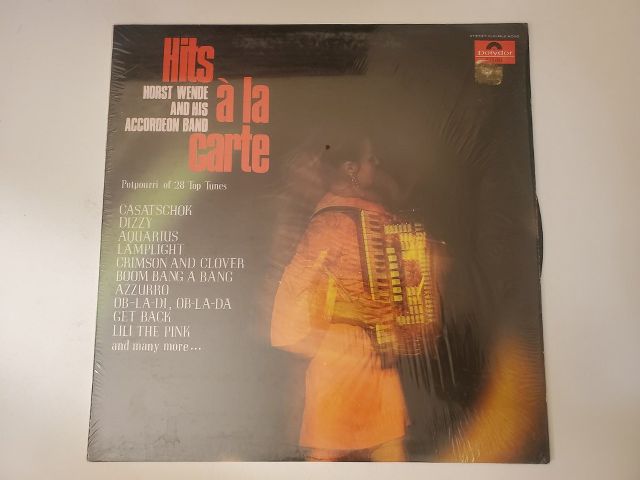 Hits
HORST WENDE
AND HIS
ACCORDEON BAND
à la
carte
Potpourri of 28 Top Tunes
CASATSCHOK
DIZZY
AQUARIUS
LAMPLIGHT
CRIMSON AND CLOVER
BOOM BANG A BANG
AZZURRO
OB-LA-DI, OB-LA-DA
GET BACK
LILI THE PINK
and many more...
Polydor